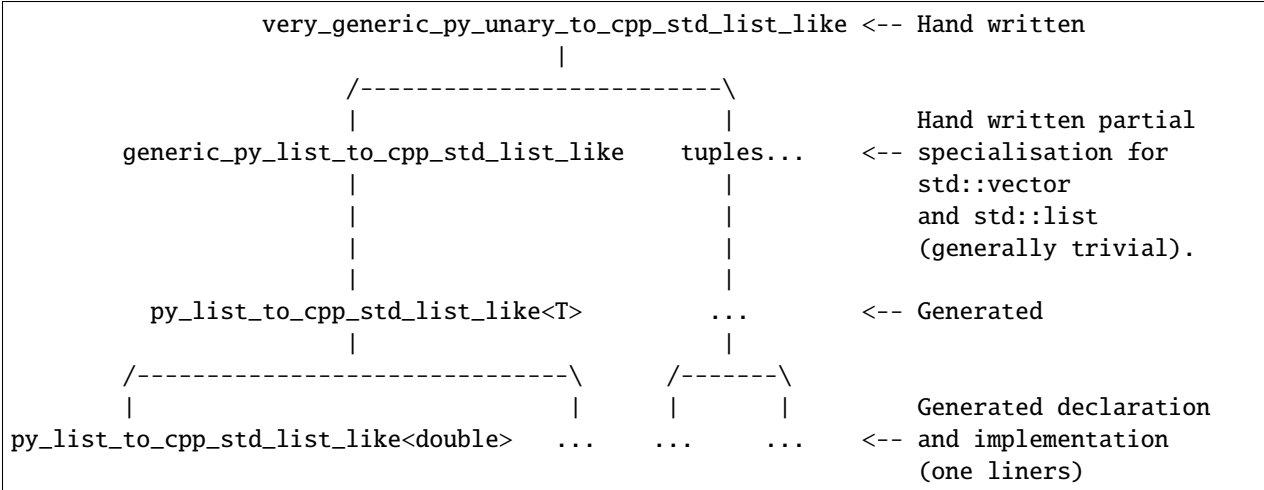 very_generic_py_unary_to_cpp_std_list_like <-- Hand written
|
/--------------------------\
| | Hand written partial
generic_py_list_to_cpp_std_list_like tuples... <-- specialisation for
| | std::vector
| | and std::list
| | (generally trivial).
| |
py_list_to_cpp_std_list_like<T> ... <-- Generated
| |
/-------------------------------\ /-------\
| | | | Generated declaration
py_list_to_cpp_std_list_like<double> ... ... ... <-- and implementation
(one liners)